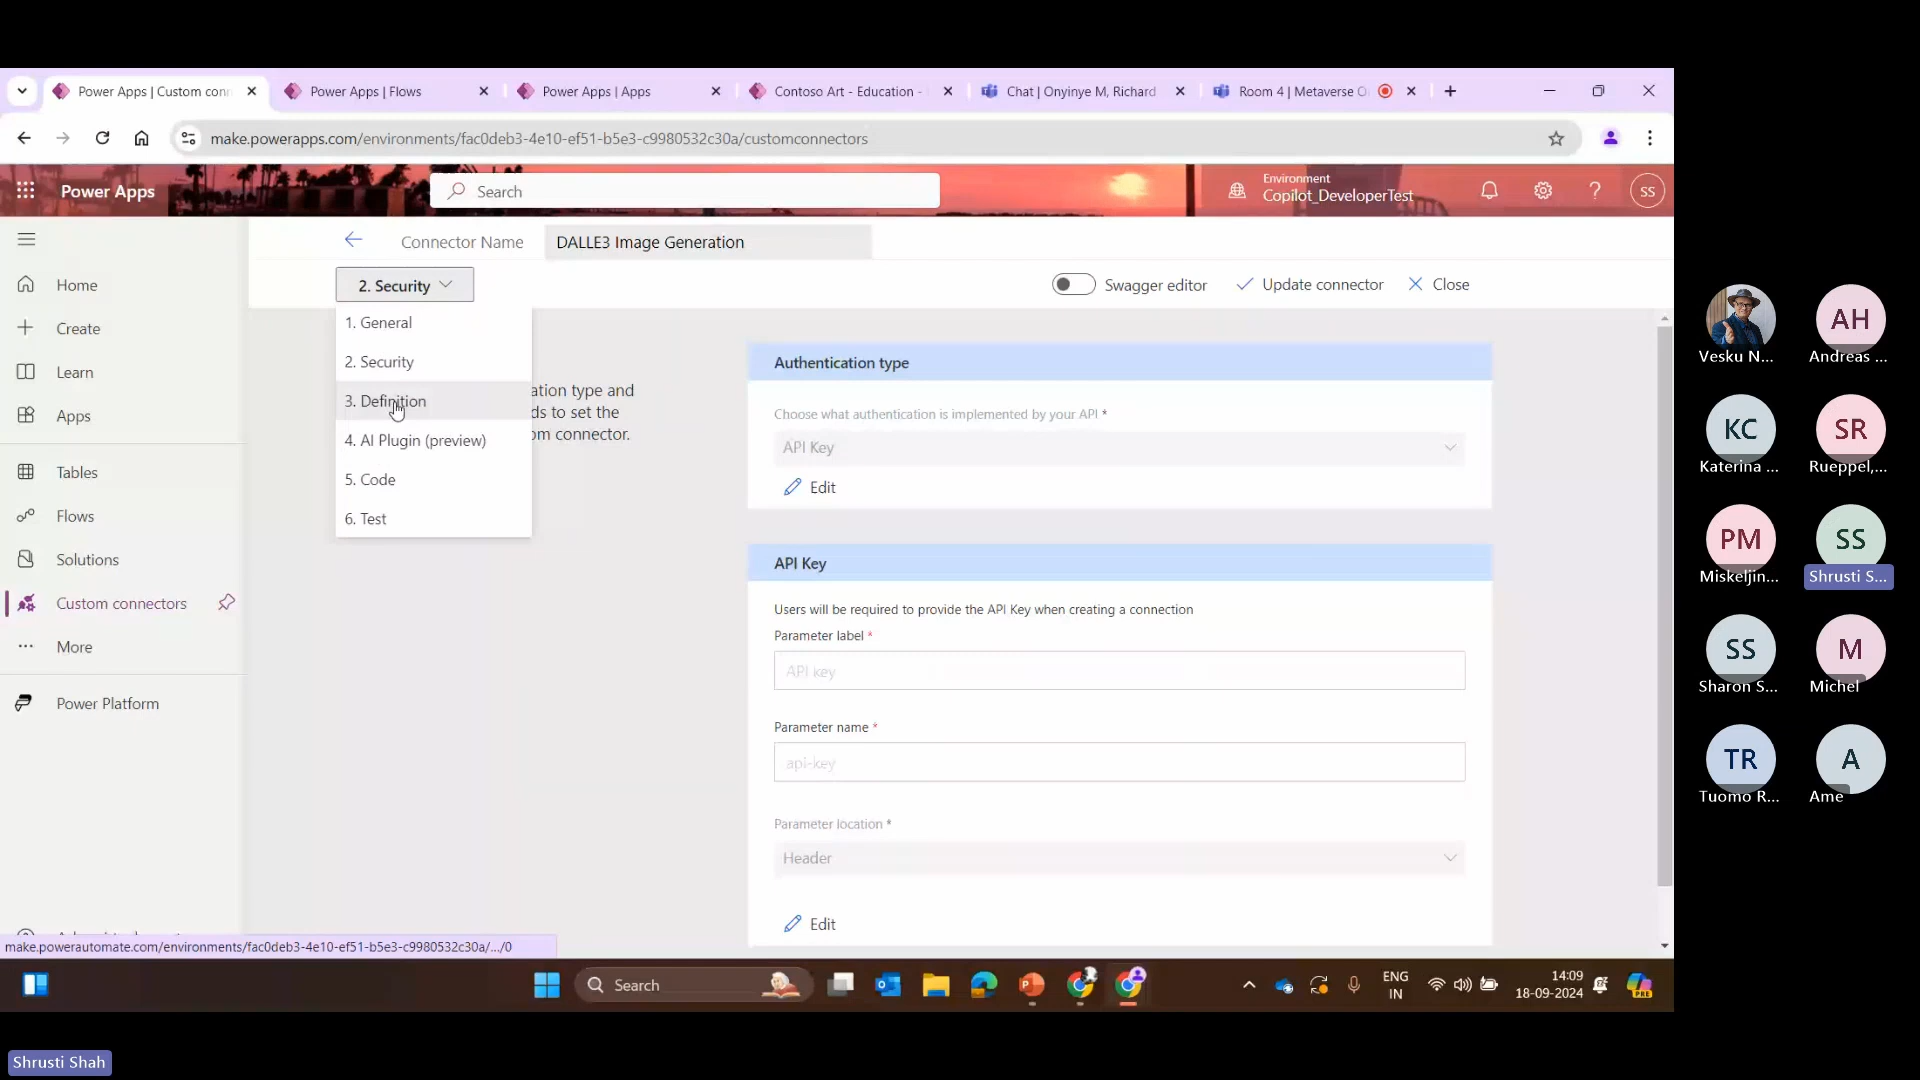 Power Apps | Custom conn
Power Apps | Flows
Power Apps | Apps
Contoso Art - Education -
Chat | Onyinye M, Richard
Room 4 | Metaverse O
make.powerapps.com/environments/fac0deb3-4e10-ef51-b5e3-c9980532c30a/customconnectors
Power Apps
Search
Environment
Copilot_DeveloperTest
SS
Connector Name
DALLE3 Image Generation
2. Security
Swagger editor
Update connector
Close
Home
Create
Learn
Apps
Tables
Flows
Solutions
Custom connectors
More
Power Platform
1. General
2. Security
3. Definition
4. AI Plugin (preview)
5. Code
6. Test
ation type and
ds to set the
om connector.
Authentication type
Choose what authentication is implemented by your API *
API Key
Edit
API Key
Users will be required to provide the API Key when creating a connection
Parameter label *
API key
Parameter name *
api-key
Parameter location *
Header
Edit
make.powerautomate.com/environments/fac0deb3-4e10-ef51-b5e3-c9980532c30a/.../0
Search
ENG
IN
14:09
18-09-2024
PRE
Vesku N...
AH
Andreas ...
KC
Katerina ...
SR
Rueppel,...
PM
Miskeljin...
SS
Shrusti S...
SS
Sharon S...
M
Michel
TR
Tuomo R...
A
Ame
Shrusti Shah